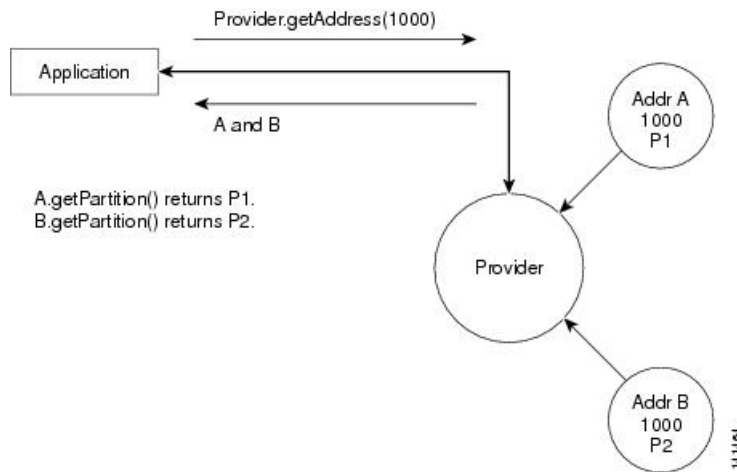 Provider.getAddress(1000)
Application
A and B
A.getPartition() returns P1.
B.getPartition() returns P2.
Addr A
1000
P1
Provider
Addr B
1000
P2